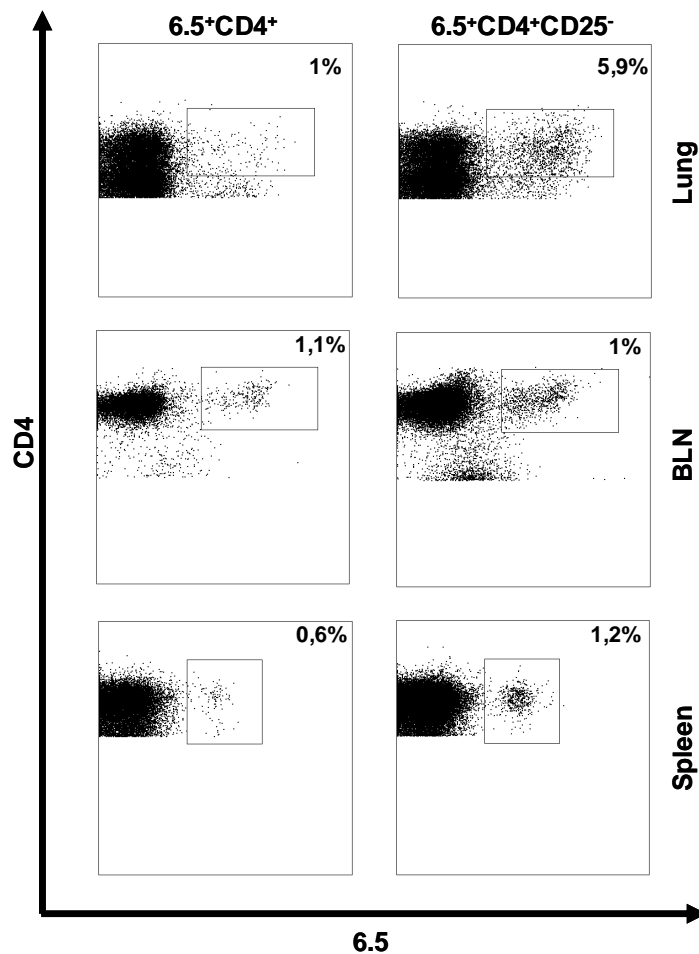 6.5⁺CD4⁺ 6.5⁺CD4⁺CD25⁻
1% 5,9%
Lung
1,1% 1%
BLN
CD4
0,6% 1,2%
Spleen
6.5